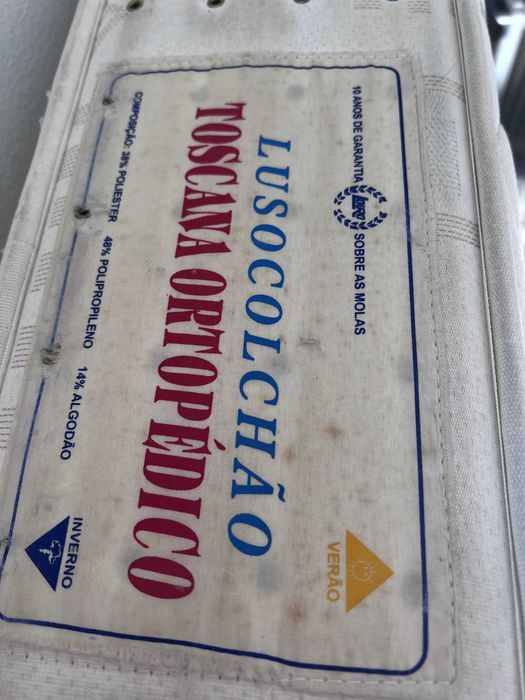 10 ANOS DE GARANTIA SOBRE AS MOLAS
LUSOCOLCHÃO
TOSCANA ORTOPÉDICO
COMPOSIÇÃO: 38% POLIESTER 48% POLIPROPILENO 14% ALGODÃO
VERÃO
INVERNO